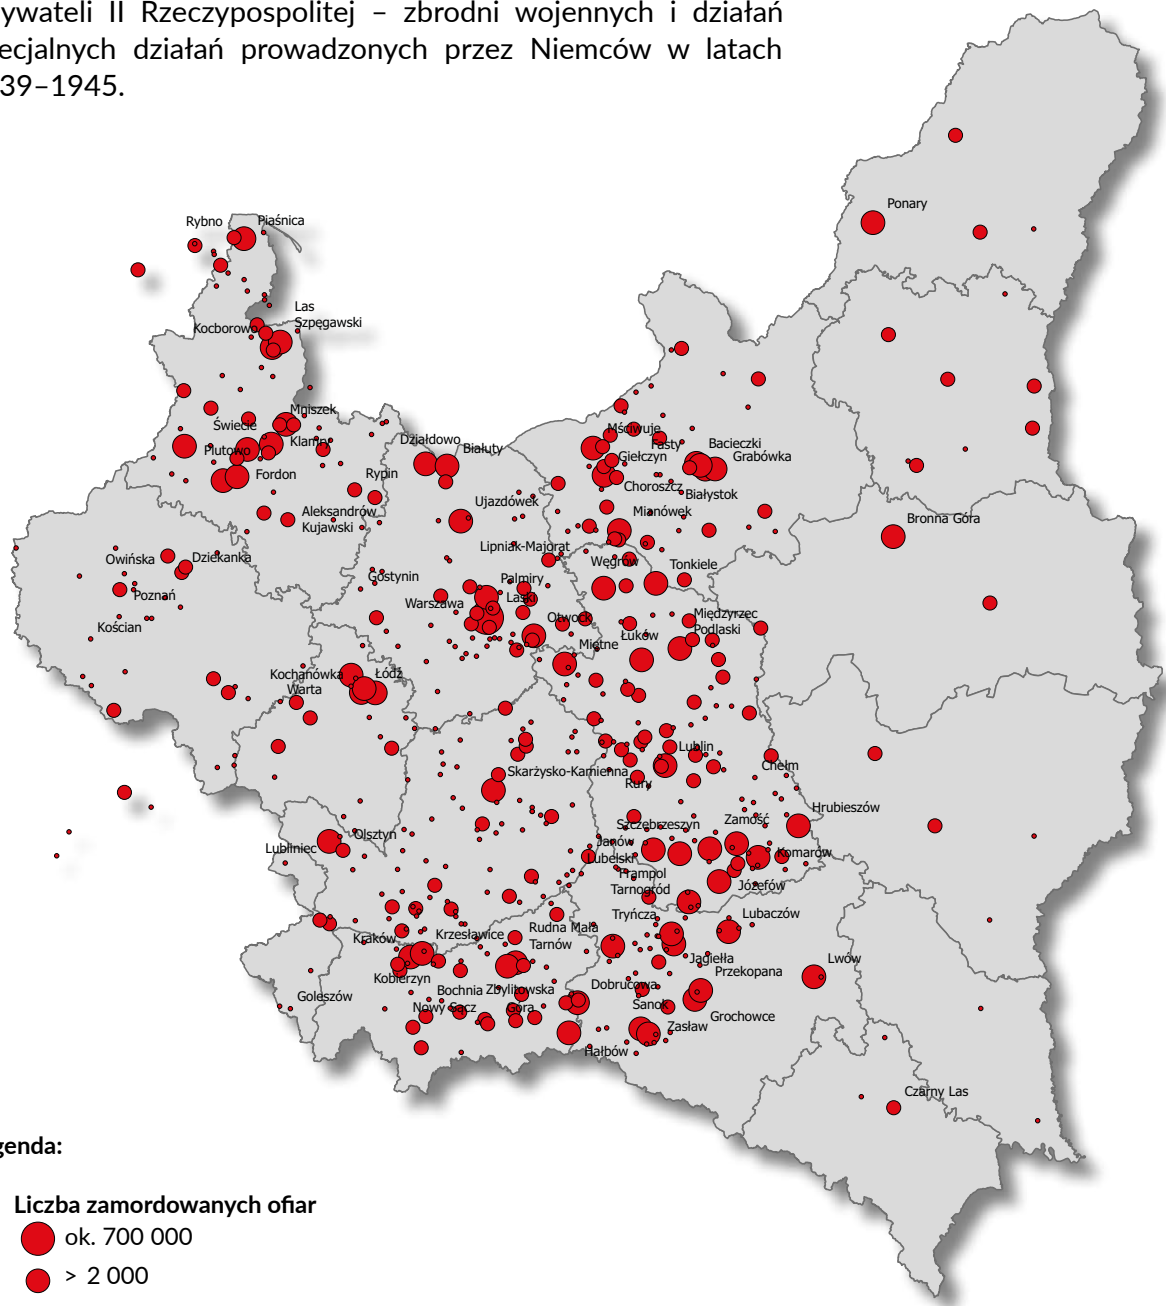 ywateli II Rzeczypospolitej – zbrodni wojennych i działań
ecjalnych działań prowadzonych przez Niemców w latach
39–1945.
Ponary
Rybno
Piaśnica
Las
Szpęgawski
Kocborowo
Mniszek
Świecie
Klamry
Plutowo
Fordon
Działdowo
Białuty
Mściwuje
Fasty
Bacieczki
Giełczyn
Grabówka
Rypin
Choroszcz
Białystok
Ujazdówek
Aleksandrów
Kujawski
Mianówek
Bronna Góra
Lipniak-Majorat
Owińska
Dziekanka
Węgrów
Tonkiele
Gostynin
Palmiry
Poznań
Warszawa
Laski
Otwock
Międzyrzec
Podlaski
Kościan
Łuków
Miętne
Kochanówka
Łódź
Warta
Lublin
Chełm
Skarżysko-Kamienna
Rury
Hrubieszów
Szczebrzeszyn
Zamość
Olsztyn
Janów
Lubelski
Lubliniec
Komarów
Frampol
Tarnogród
Józefów
Tryńcza
Lubaczów
Rudna Mała
Kraków
Krzesławice
Tarnów
Jagiełła
Lwów
Przekopana
Kobierzyn
Dobrucowa
Bochnia
Zbylitowska
Góra
Goleszów
Nowy Sącz
Sanok
Grochowce
Zasław
Hałbów
Czarny Las
genda:
Liczba zamordowanych ofiar
ok. 700 000
> 2 000